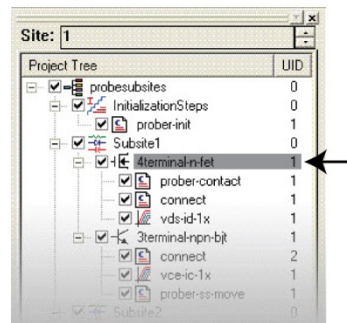 Site: 1
Project Tree UID
probesubsites 0
InitializationSteps 0
prober-init 1
Subsite1 0
4terminal-n-fet 1
prober-contact 1
connect 1
vds-id-1x 1
3terminal-npn-bjt 1
connect 2
vce-ic-1x 1
prober-ss-move 1
Subsite2 0